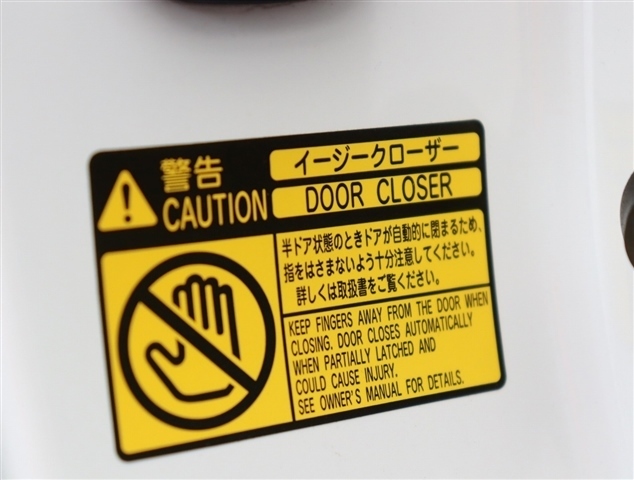 警告
CAUTION
イージークローザー
DOOR CLOSER
半ドア状態のときドアが自動的に閉まるため、
指をはさまないよう十分注意してください。
詳しくは取扱書をご覧ください。
KEEP FINGERS AWAY FROM THE DOOR WHEN
CLOSING. DOOR CLOSES AUTOMATICALLY
WHEN PARTIALLY LATCHED AND
COULD CAUSE INJURY.
SEE OWNER'S MANUAL FOR DETAILS.